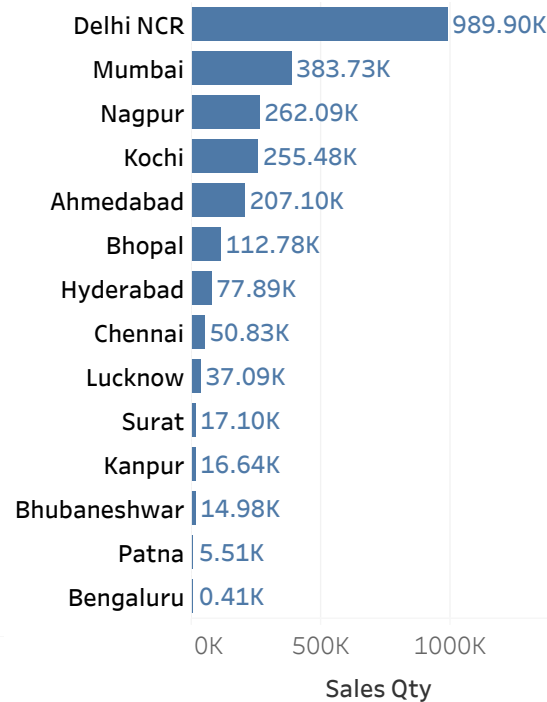 Delhi NCR 989.90K
Mumbai 383.73K
Nagpur 262.09K
Kochi 255.48K
Ahmedabad 207.10K
Bhopal 112.78K
Hyderabad 77.89K
Chennai 50.83K
Lucknow 37.09K
Surat 17.10K
Kanpur 16.64K
Bhubaneshwar 14.98K
Patna 5.51K
Bengaluru 0.41K
0K 500K 1000K
Sales Qty